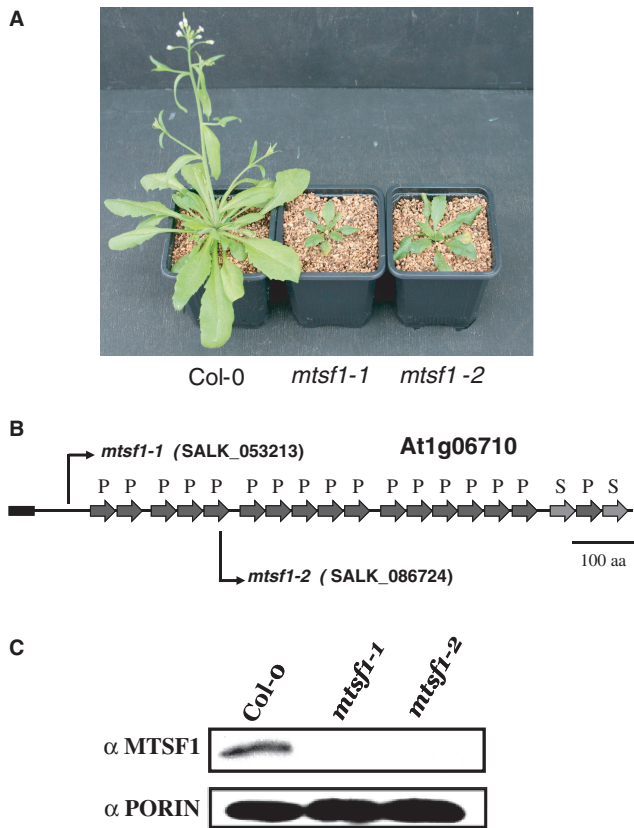 A
Col-0 mtsf1-1 mtsf1-2
B
mtsf1-1 (SALK_053213)
At1g06710
P P P P P P P P P P P P P P P P S P S
mtsf1-2 ( SALK_086724)
100 aa
C
Col-0 mtsf1-1 mtsf1-2
α MTSF1
α PORIN